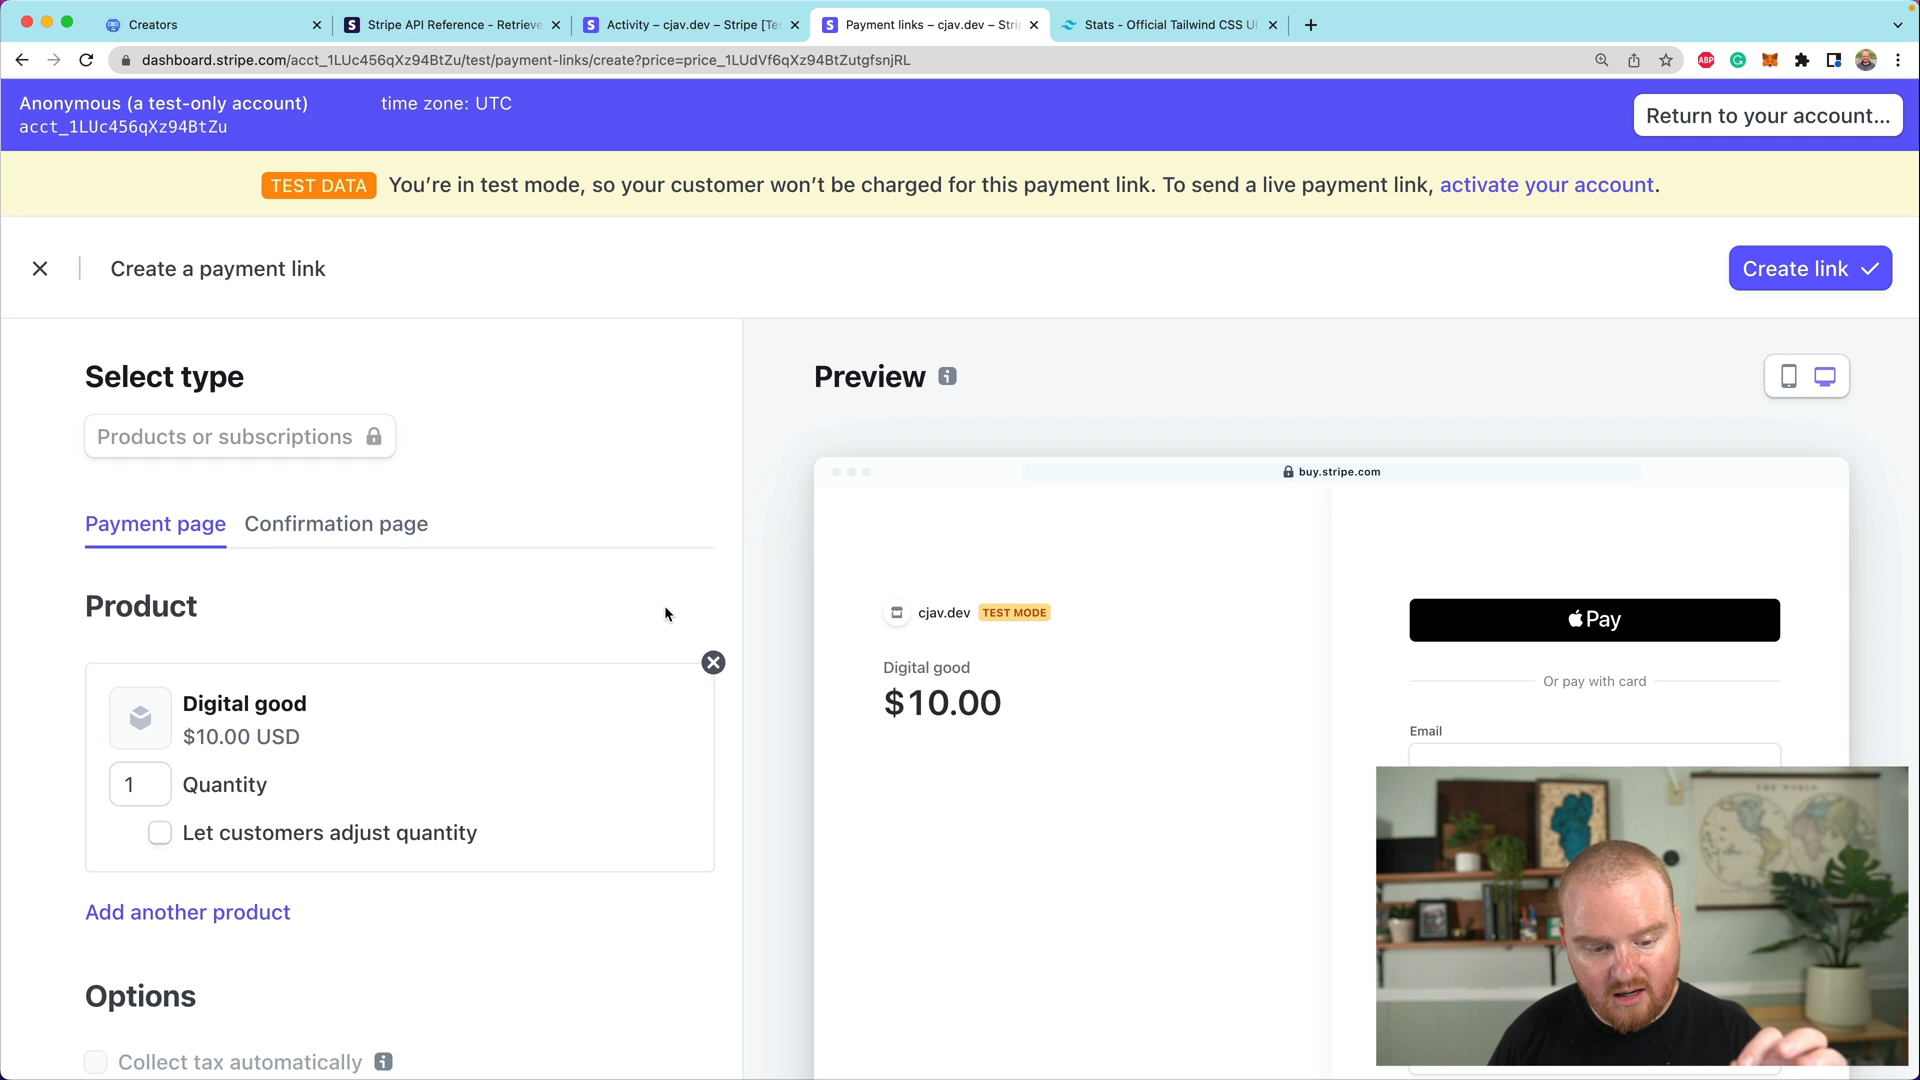 Creators
Stripe API Reference - Retrieve
Activity – cjav.dev – Stripe [Tes
Payment links – cjav.dev – Strip
Stats - Official Tailwind CSS UI
dashboard.stripe.com/acct_1LUc456qXz94BtZu/test/payment-links/create?price=price_1LUdVf6qXz94BtZutgfsnjRL
ABP
Anonymous (a test-only account)
time zone: UTC
acct_1LUc456qXz94BtZu
Return to your account...
TEST DATA You’re in test mode, so your customer won’t be charged for this payment link. To send a live payment link, activate your account.
Create a payment link
Create link
Select type
Products or subscriptions
Payment page
Confirmation page
Product
Digital good
$10.00 USD
1 Quantity
Let customers adjust quantity
Add another product
Options
Collect tax automatically
Preview
buy.stripe.com
cjav.dev TEST MODE
Digital good
$10.00
Pay
Or pay with card
Email
THE WORLD